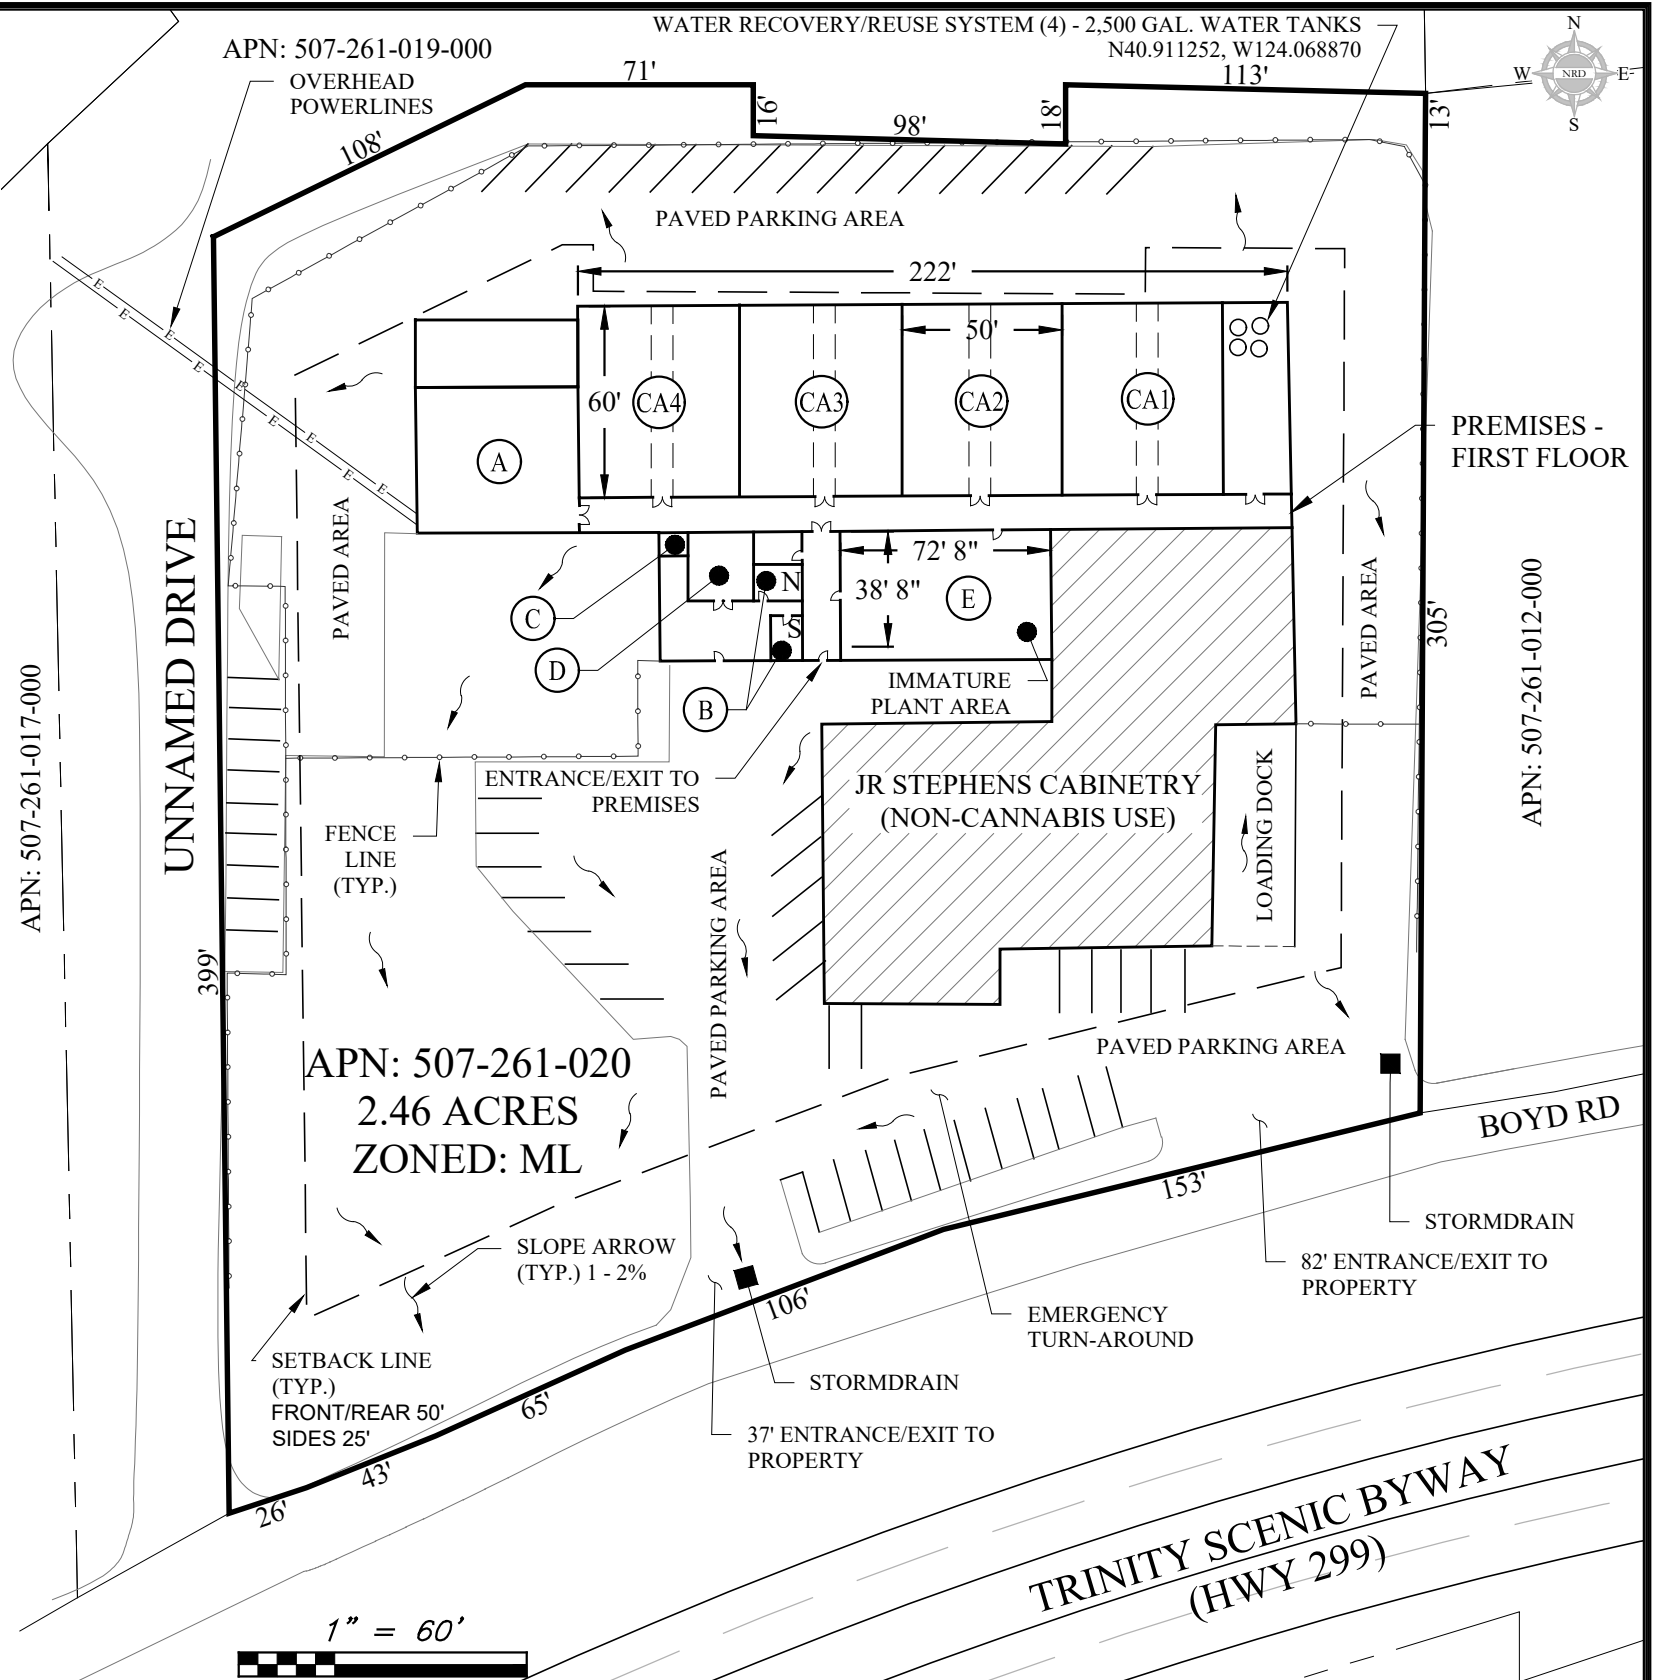 WATER RECOVERY/REUSE SYSTEM (4) - 2,500 GAL. WATER TANKS
N40.911252, W124.068870
N
W
NRD
E
S
APN: 507-261-019-000
OVERHEAD
POWERLINES
71'
16'
98'
18'
113'
13'
108'
PAVED PARKING AREA
222'
50'
60'
CA4
CA3
CA2
CA1
A
E
E
E
E
E
E
E
E
E
PREMISES -
FIRST FLOOR
PAVED AREA
UNNAMED DRIVE
APN: 507-261-017-000
C
D
B
N
S
72' 8"
38' 8"
E
IMMATURE
PLANT AREA
PAVED AREA
305'
APN: 507-261-012-000
ENTRANCE/EXIT TO
PREMISES
JR STEPHENS CABINETRY
(NON-CANNABIS USE)
LOADING DOCK
FENCE
LINE
(TYP.)
PAVED PARKING AREA
399'
APN: 507-261-020
2.46 ACRES
ZONED: ML
PAVED PARKING AREA
BOYD RD
153'
STORMDRAIN
82' ENTRANCE/EXIT TO
PROPERTY
SLOPE ARROW
(TYP.) 1 - 2%
106'
EMERGENCY
TURN-AROUND
SETBACK LINE
(TYP.)
FRONT/REAR 50'
SIDES 25'
STORMDRAIN
65'
37' ENTRANCE/EXIT TO
PROPERTY
43'
26'
TRINITY SCENIC BYWAY
(HWY 299)
1" = 60'